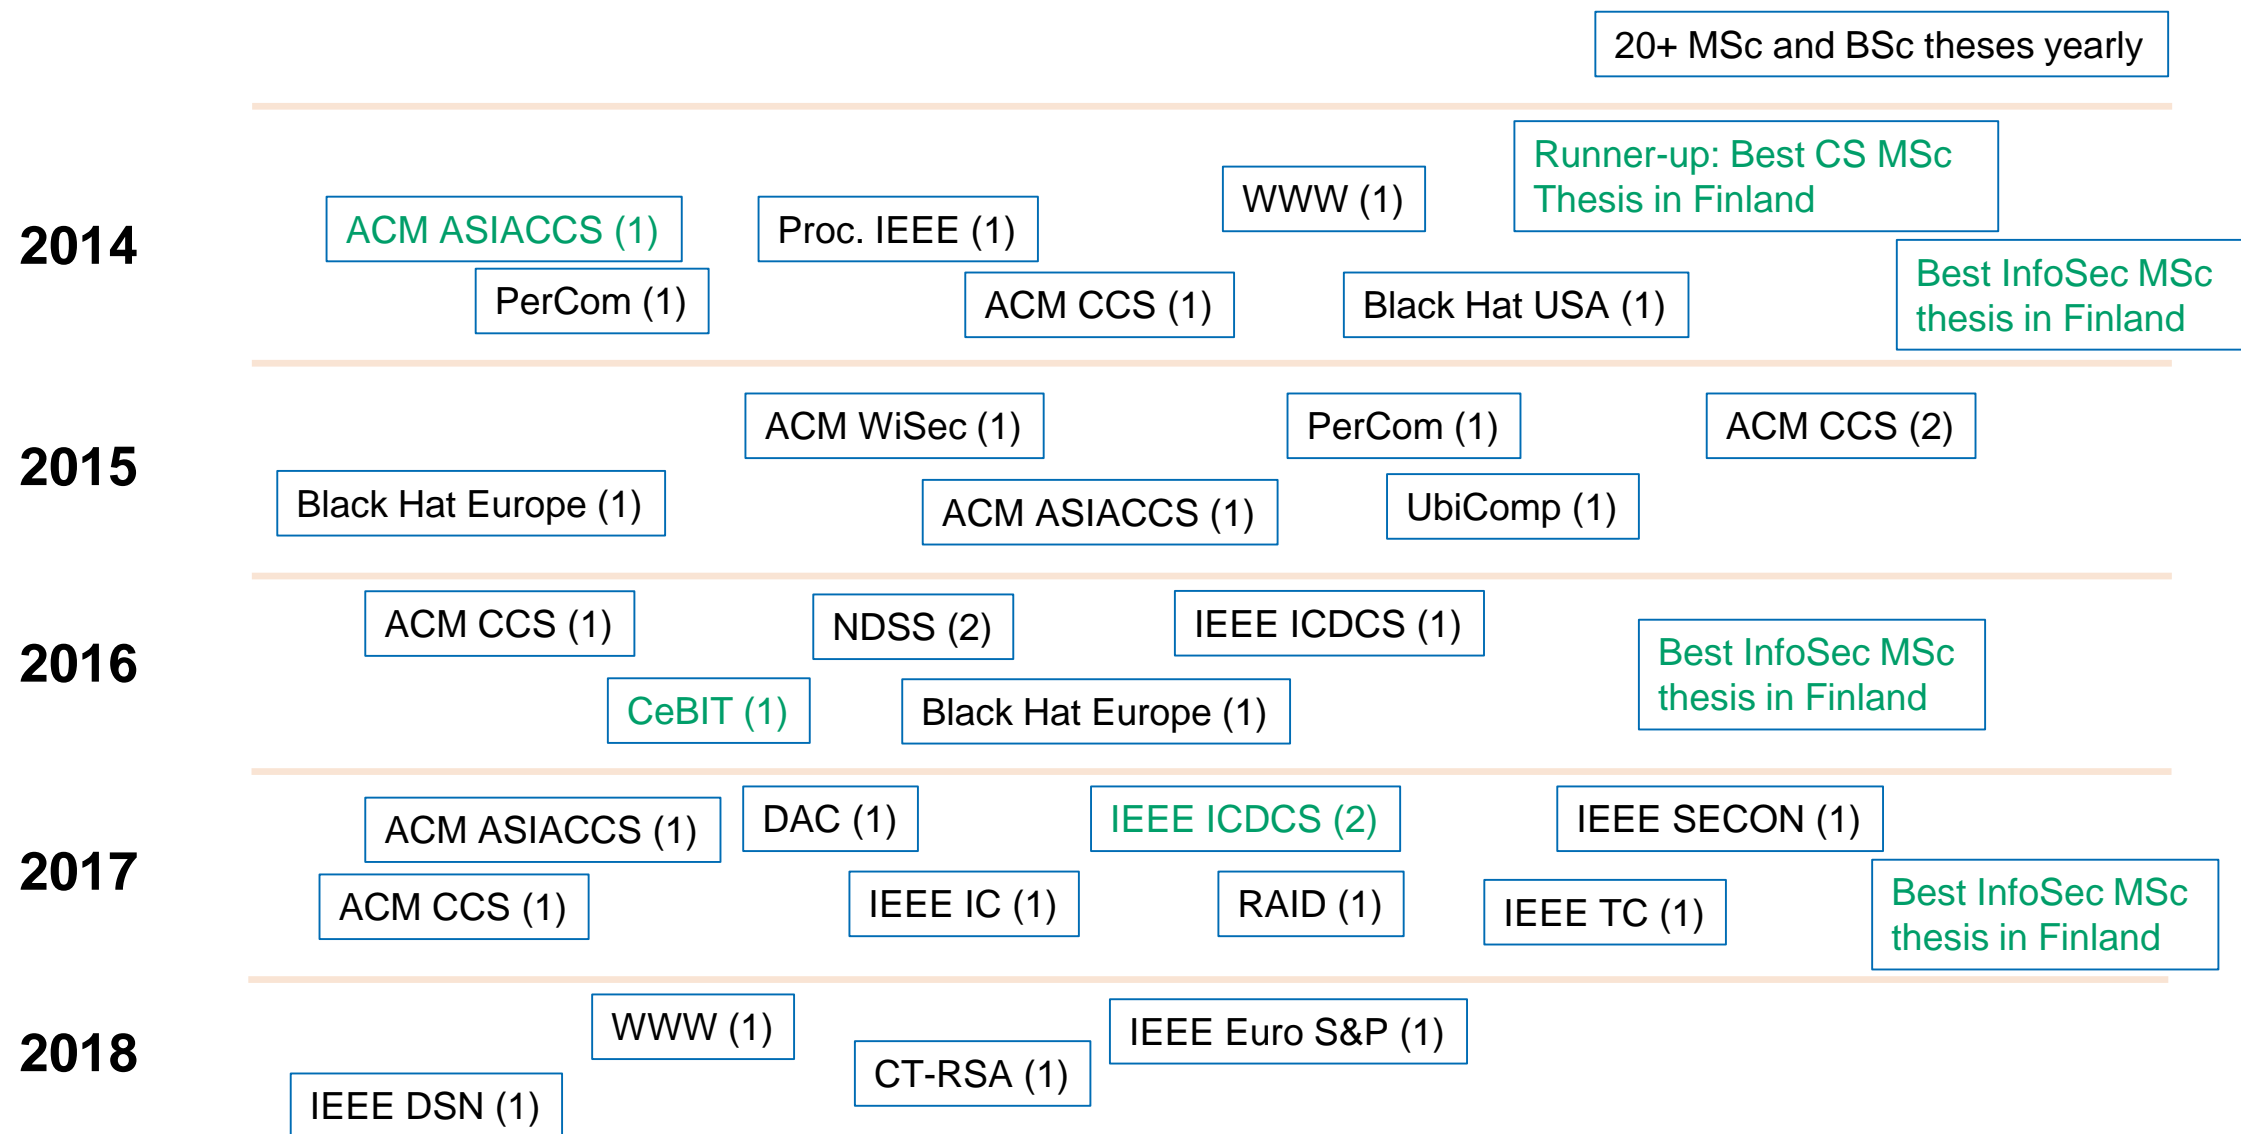 20+ MSc and BSc theses yearly
2014
Runner-up: Best CS MSc
Thesis in Finland
WWW (1)
ACM ASIACCS (1)
Proc. IEEE (1)
Best InfoSec MSc
thesis in Finland
PerCom (1)
ACM CCS (1)
Black Hat USA (1)
2015
ACM WiSec (1)
PerCom (1)
ACM CCS (2)
Black Hat Europe (1)
ACM ASIACCS (1)
UbiComp (1)
2016
ACM CCS (1)
NDSS (2)
IEEE ICDCS (1)
Best InfoSec MSc
thesis in Finland
CeBIT (1)
Black Hat Europe (1)
2017
ACM ASIACCS (1)
DAC (1)
IEEE ICDCS (2)
IEEE SECON (1)
ACM CCS (1)
IEEE IC (1)
RAID (1)
IEEE TC (1)
Best InfoSec MSc
thesis in Finland
2018
WWW (1)
IEEE Euro S&P (1)
CT-RSA (1)
IEEE DSN (1)